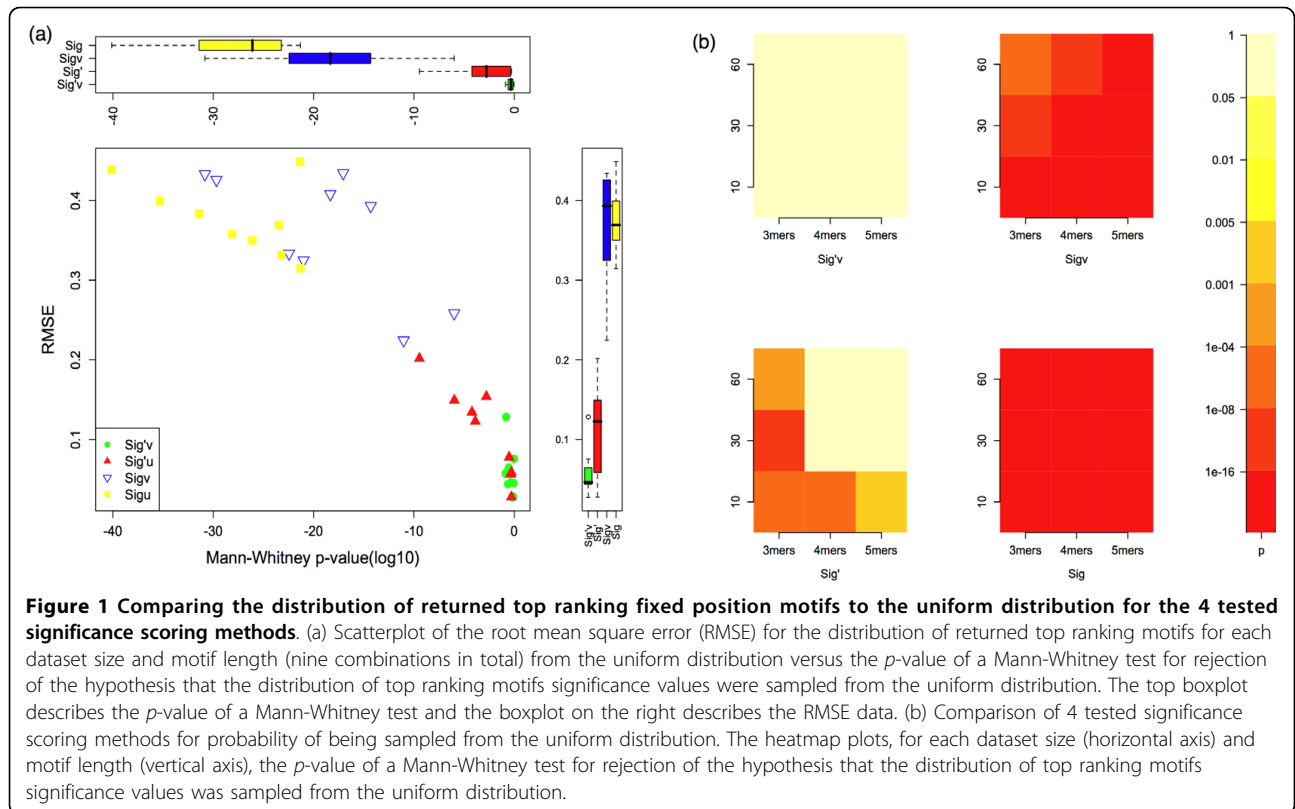 (a)
Sig
Sigv
Sig'
Sig'v
-40 -30 -20 -10 0
RMSE
0.4
0.3
0.2
0.1
Sig'v
Sig'u
Sigv
Sigu
-40 -30 -20 -10 0
Mann-Whitney p-value(log10)
0.4
0.3
0.2
0.1
Sig'v
Sig'
Sigv
Sig
(b)
60
30
10
3mers 4mers 5mers
Sig'v
60
30
10
3mers 4mers 5mers
Sigv
60
30
10
3mers 4mers 5mers
Sig'
60
30
10
3mers 4mers 5mers
Sig
1
0.05
0.01
0.005
0.001
1e-04
1e-08
1e-16
p
Figure 1 Comparing the distribution of returned top ranking fixed position motifs to the uniform distribution for the 4 tested
significance scoring methods. (a) Scatterplot of the root mean square error (RMSE) for the distribution of returned top ranking motifs for each
dataset size and motif length (nine combinations in total) from the uniform distribution versus the p-value of a Mann-Whitney test for rejection
of the hypothesis that the distribution of top ranking motifs significance values were sampled from the uniform distribution. The top boxplot
describes the p-value of a Mann-Whitney test and the boxplot on the right describes the RMSE data. (b) Comparison of 4 tested significance
scoring methods for probability of being sampled from the uniform distribution. The heatmap plots, for each dataset size (horizontal axis) and
motif length (vertical axis), the p-value of a Mann-Whitney test for rejection of the hypothesis that the distribution of top ranking motifs
significance values was sampled from the uniform distribution.